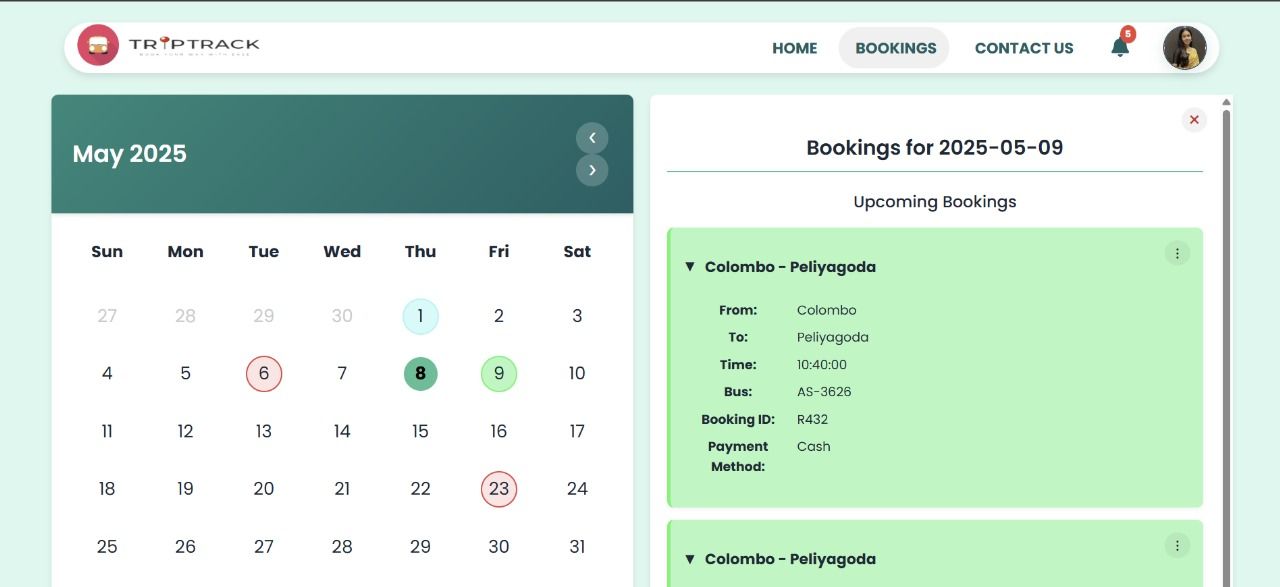 TRIPTRACK
HOME
BOOKINGS
CONTACT US
5
May 2025
Sun Mon Tue Wed Thu Fri Sat
27 28 29 30 1 2 3
4 5 6 7 8 9 10
11 12 13 14 15 16 17
18 19 20 21 22 23 24
25 26 27 28 29 30 31
Bookings for 2025-05-09
Upcoming Bookings
▼ Colombo - Peliyagoda
From: Colombo
To: Peliyagoda
Time: 10:40:00
Bus: AS-3626
Booking ID: R432
Payment Cash
Method:
▼ Colombo - Peliyagoda